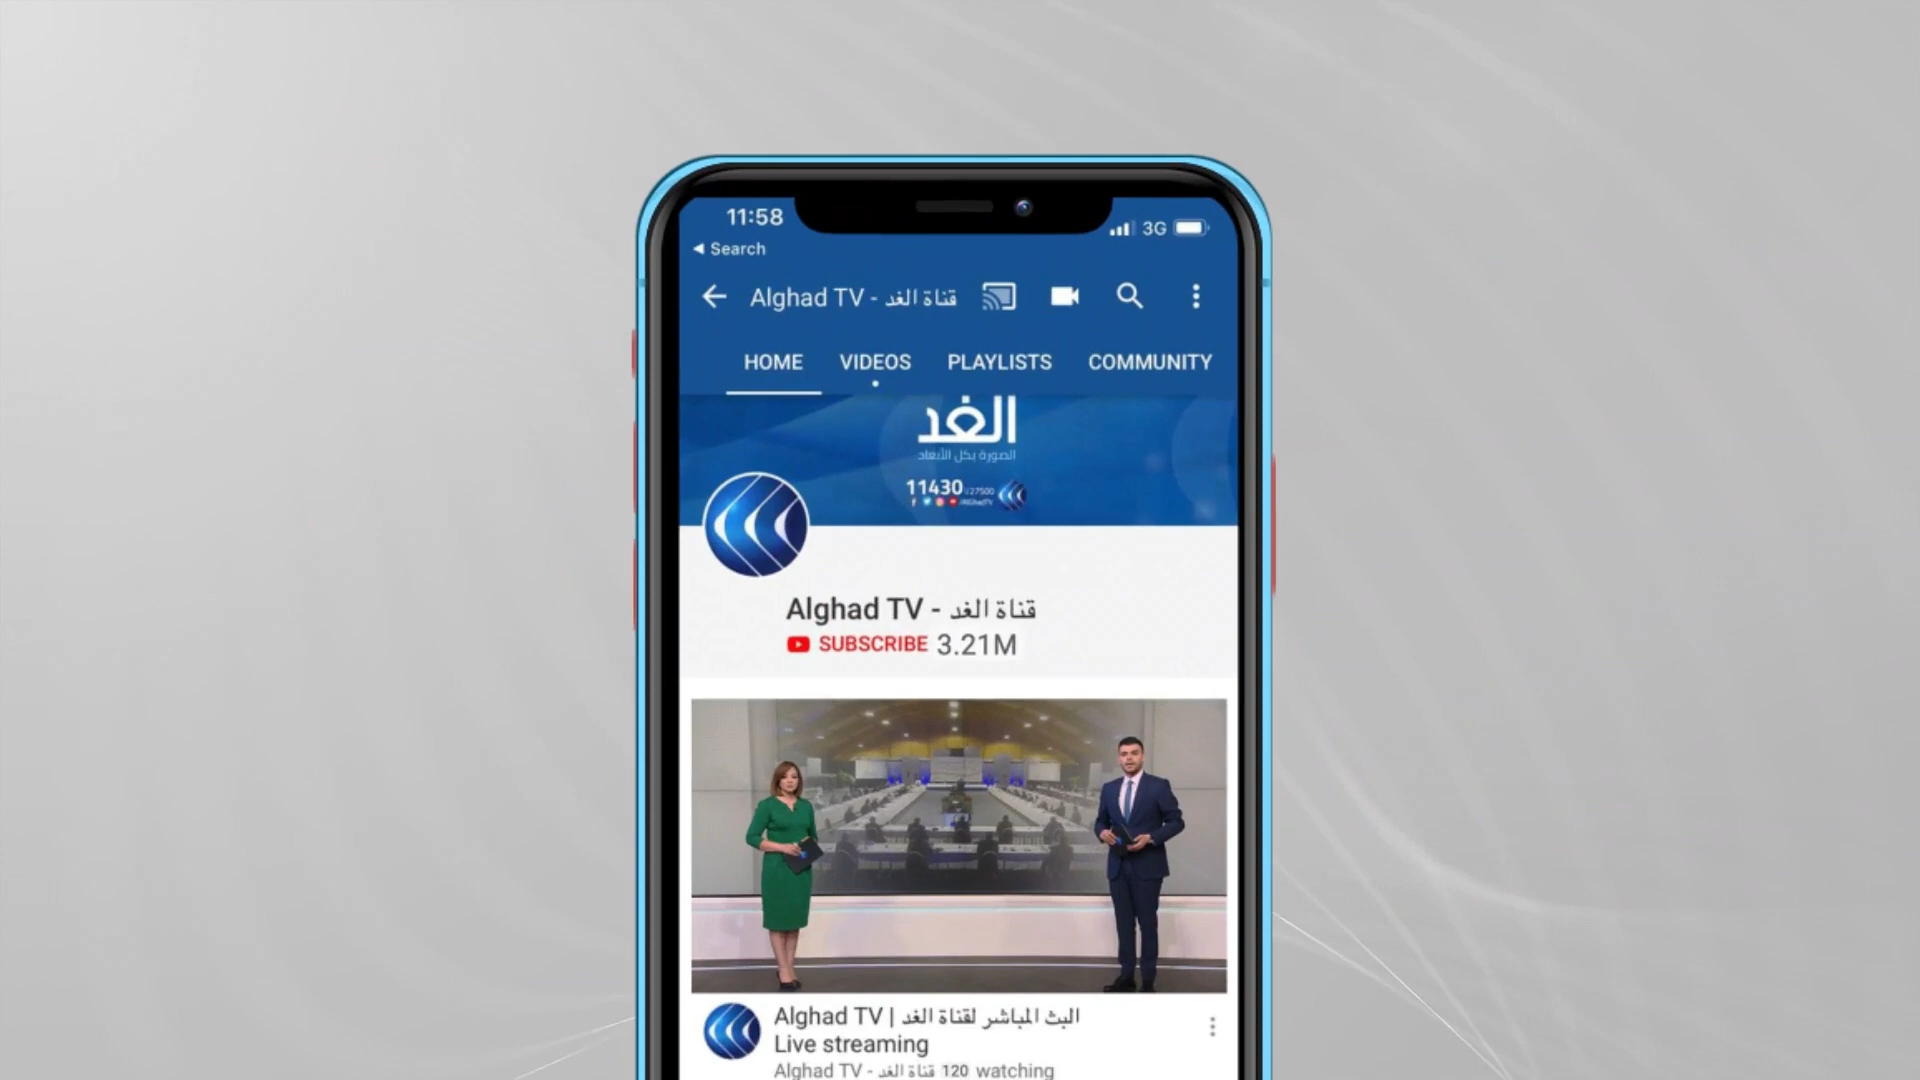 11:58
3G
◀ Search
Alghad TV - قناة الغد
HOME VIDEOS PLAYLISTS COMMUNITY
الغد
الصورة بكل الأبعاد
11430
27500
/AlGhadTV
Alghad TV - قناة الغد
SUBSCRIBE 3.21M
Alghad TV | البث المباشر لقناة الغد
Live streaming
Alghad TV - قناة الغد 120 watching